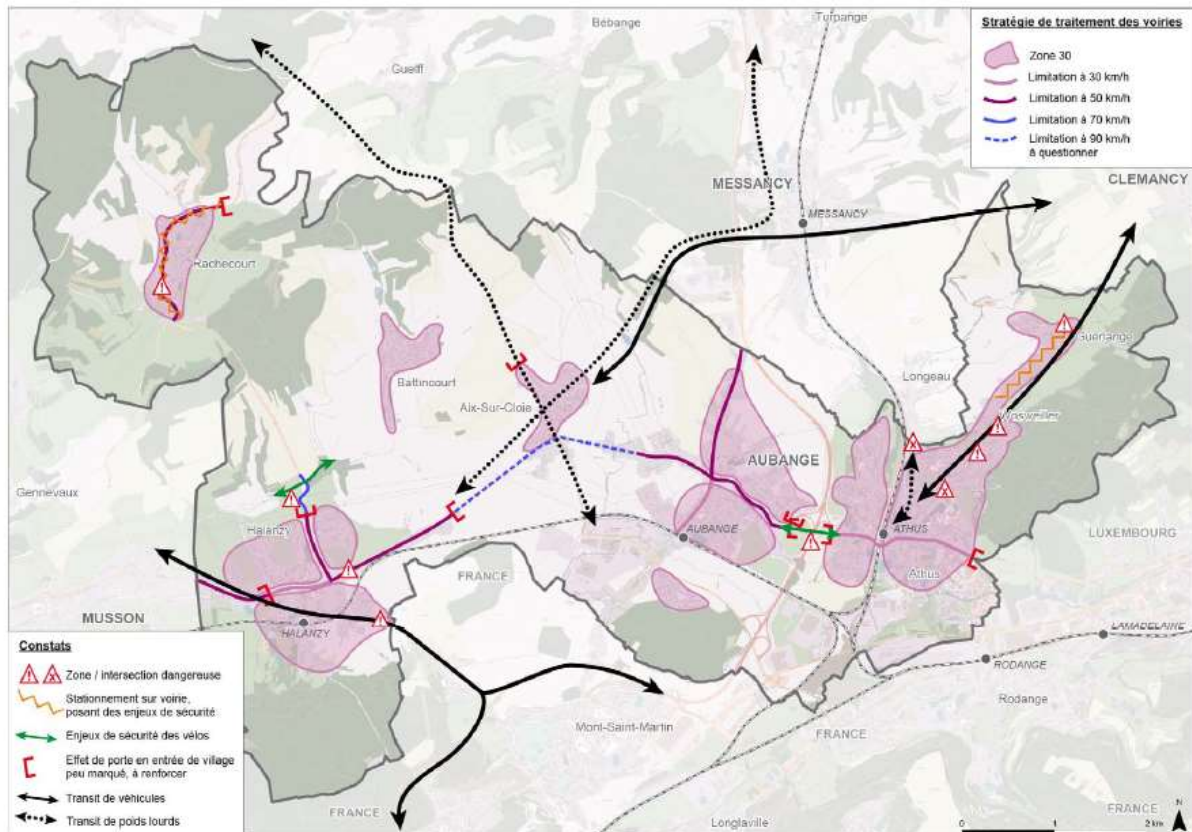 Bébange
Turpange
Guelff
Stratégie de traitement des voiries
Zone 30
Limitation à 30 km/h
Limitation à 50 km/h
Limitation à 70 km/h
Limitation à 90 km/h
à questionner
MESSANCY
CLEMANCY
MESSANCY
Rachecourt
Guerlange
Battincourt
Longeau
Aix-Sur-Cloie
Wosweiler
AUBANGE
Gennevaux
Halanzy
AUBANGE
ATHUS
LUXEMBOURG
FRANCE
Athus
MUSSON
HALANZY
LAMADELAINE
RODANGE
Rodange
Mont-Saint-Martin
FRANCE
Constats
Zone / intersection dangereuse
Stationnement sur voirie,
posant des enjeux de sécurité
Enjeux de sécurité des vélos
Effet de porte en entrée de village
peu marqué, à renforcer
Transit de véhicules
Transit de poids lourds
FRANCE
FRANCE
Longlaville
FRANCE
N
0 1 2 km